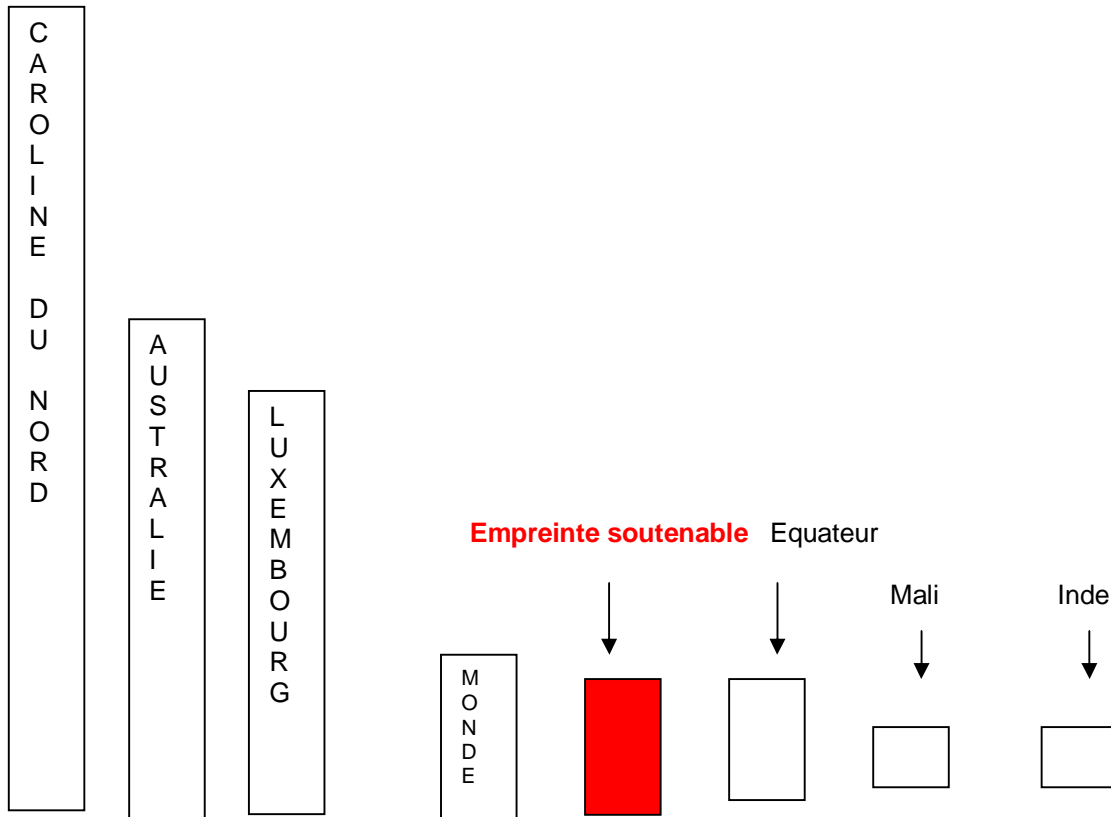 CAROLINE DU NORD
AUSTRALIE
LUXEMBOURG
Empreinte soutenable Equateur
Mali Inde
MONDE